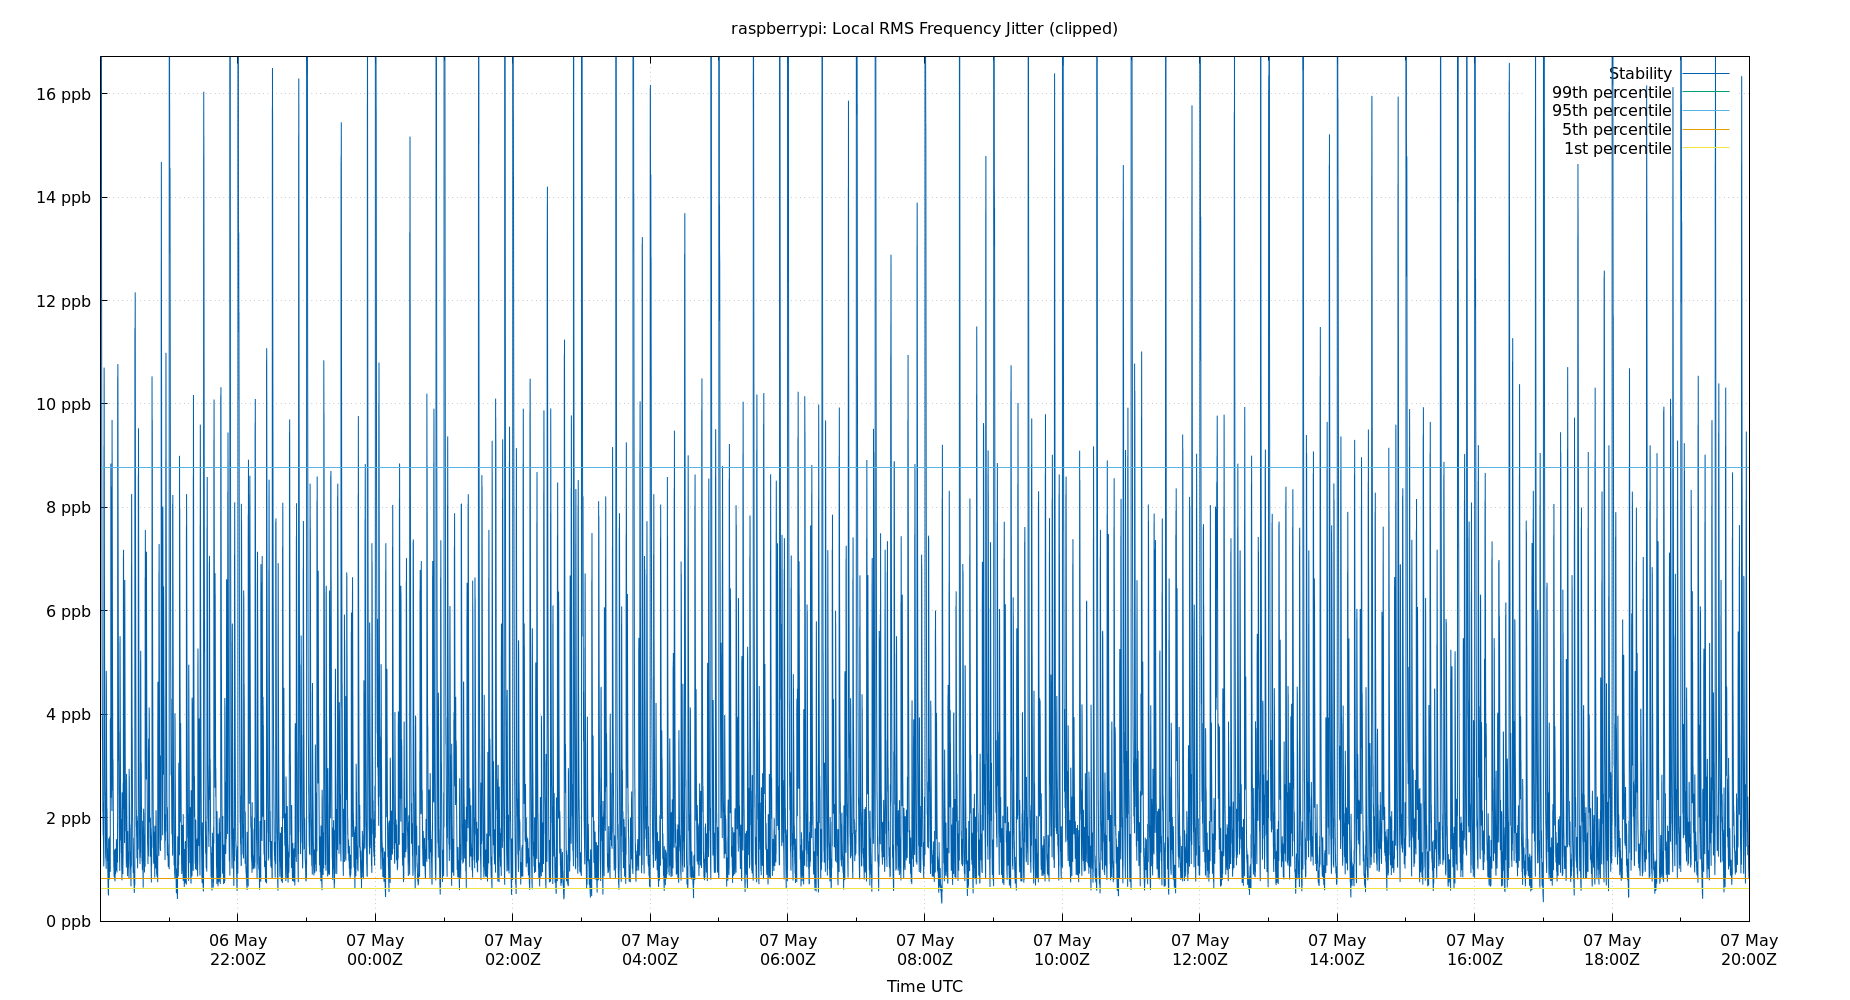 raspberrypi: Local RMS Frequency Jitter (clipped)
Stability
99th percentile
95th percentile
5th percentile
1st percentile
16 ppb
14 ppb
12 ppb
10 ppb
8 ppb
6 ppb
4 ppb
2 ppb
0 ppb
06 May 07 May 07 May 07 May 07 May 07 May 07 May 07 May 07 May 07 May 07 May 07 May
22:00Z 00:00Z 02:00Z 04:00Z 06:00Z 08:00Z 10:00Z 12:00Z 14:00Z 16:00Z 18:00Z 20:00Z
Time UTC